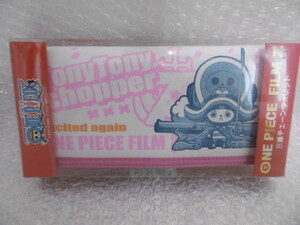 ONE PIECE
TonyTony
Chopper
excited again
ONE PIECE FILM
ONE PIECE FILM Z